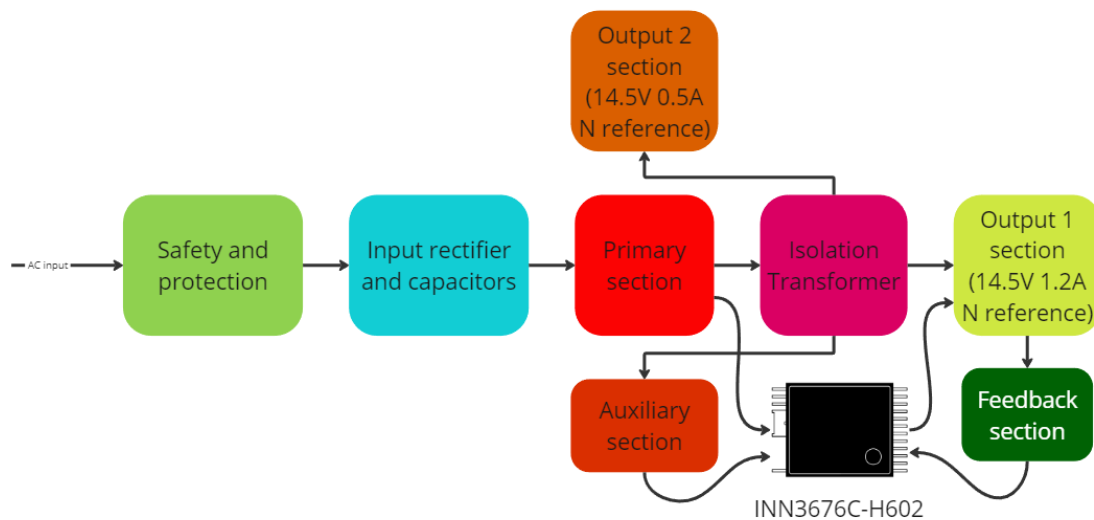 Output 2
section
(14.5V 0.5A
N reference)
AC input
Safety and
protection
Input rectifier
and capacitors
Primary
section
Isolation
Transformer
Output 1
section
(14.5V 1.2A
N reference)
Auxiliary
section
Feedback
section
INN3676C-H602